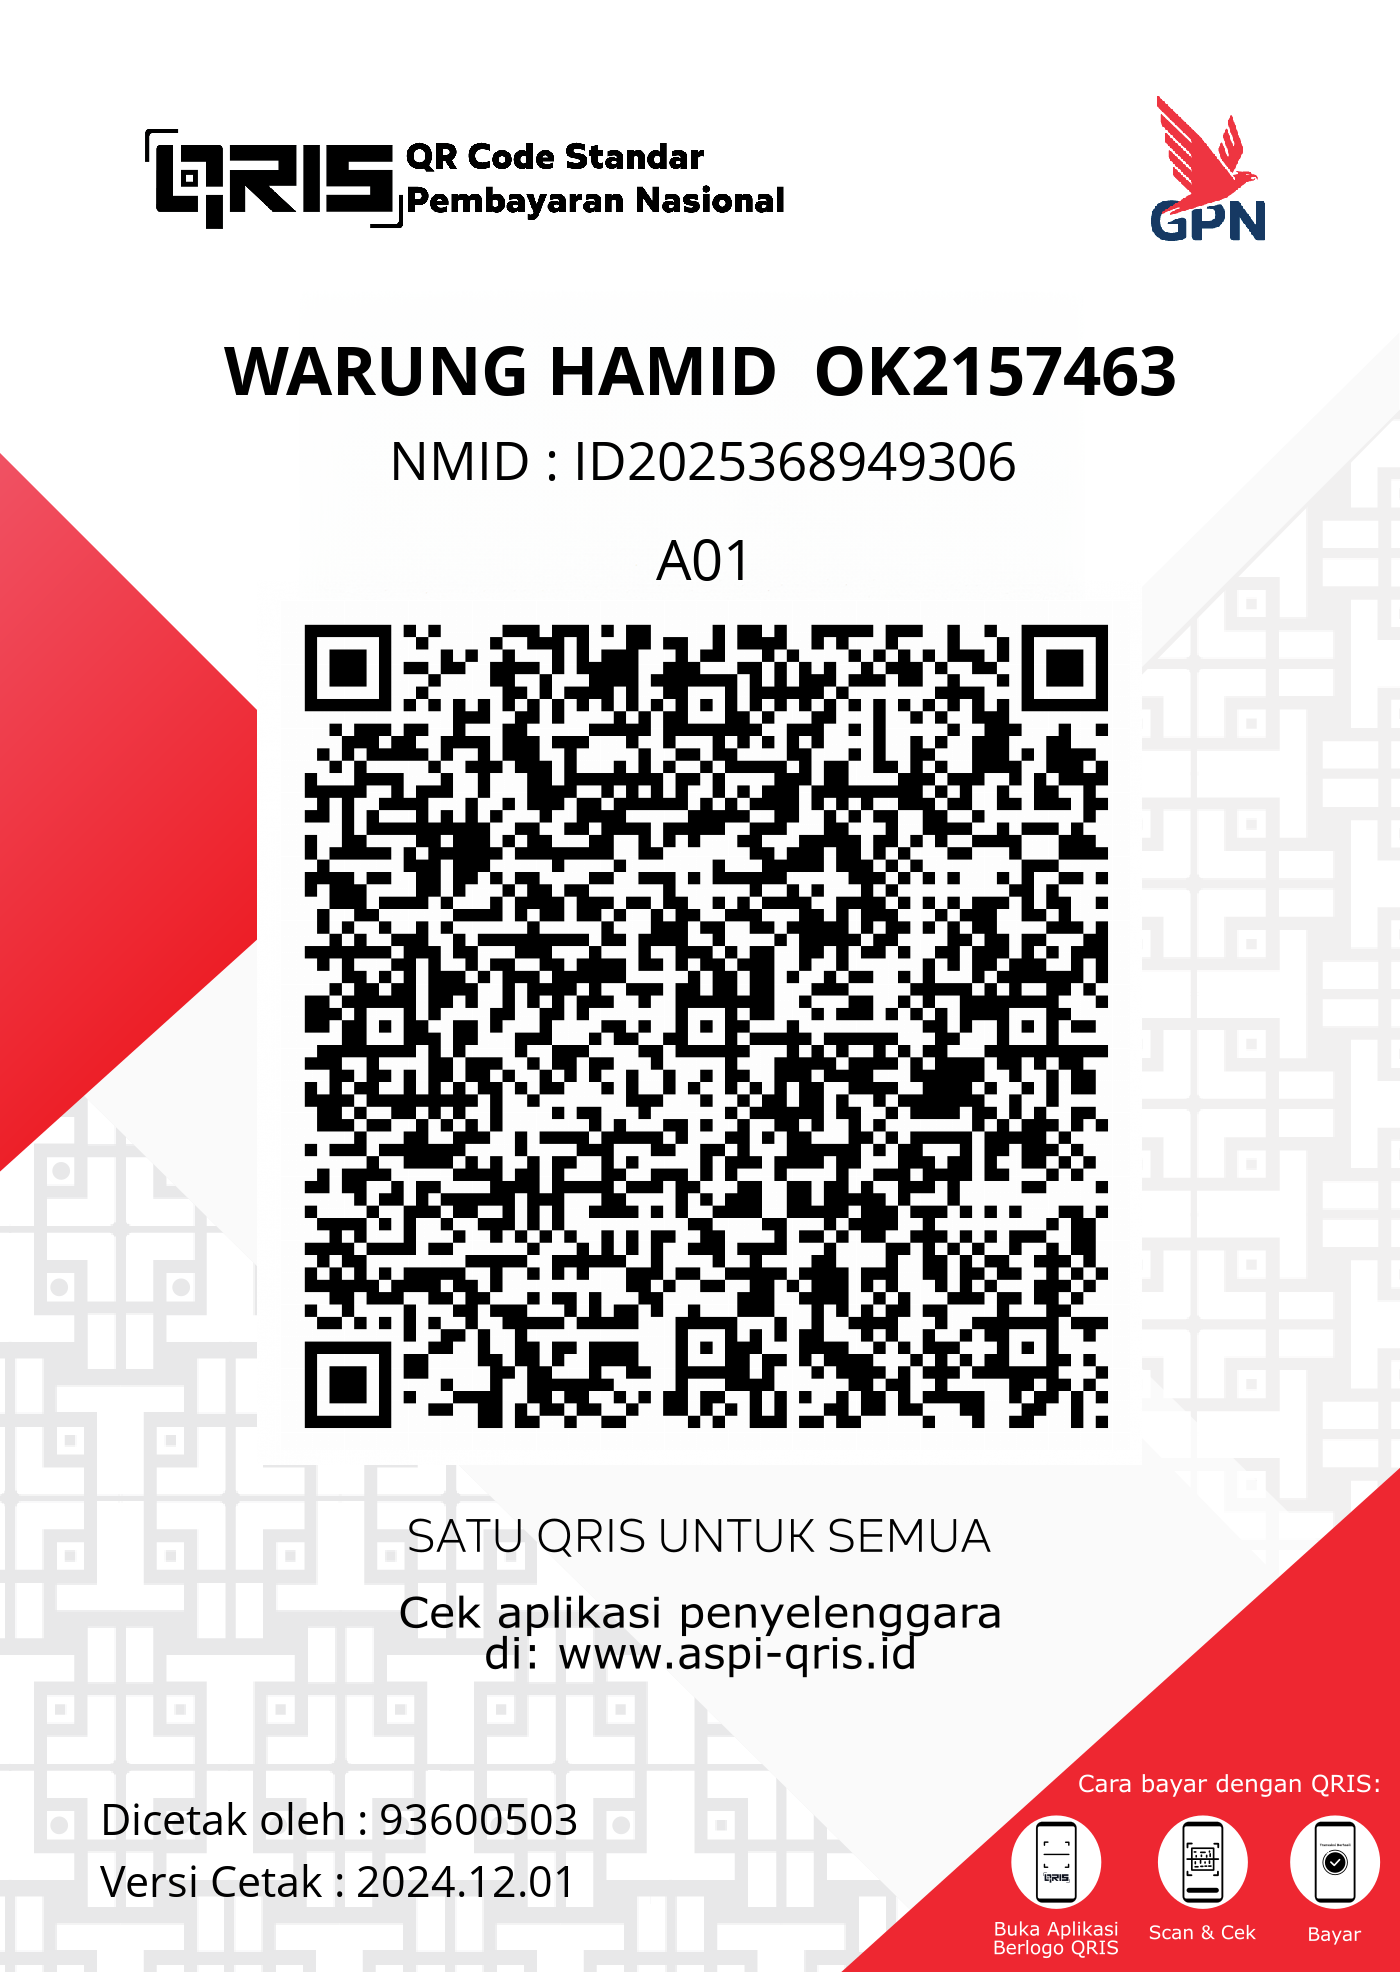 QRIS QR Code Standar
Pembayaran Nasional
GPN
WARUNG HAMID  OK2157463
NMID : ID2025368949306
A01
SATU QRIS UNTUK SEMUA
Cek aplikasi penyelenggara
di: www.aspi-qris.id
Dicetak oleh : 93600503
Versi Cetak : 2024.12.01
Cara bayar dengan QRIS:
QRIS
Buka Aplikasi
Berlogo QRIS
Scan & Cek
Bayar